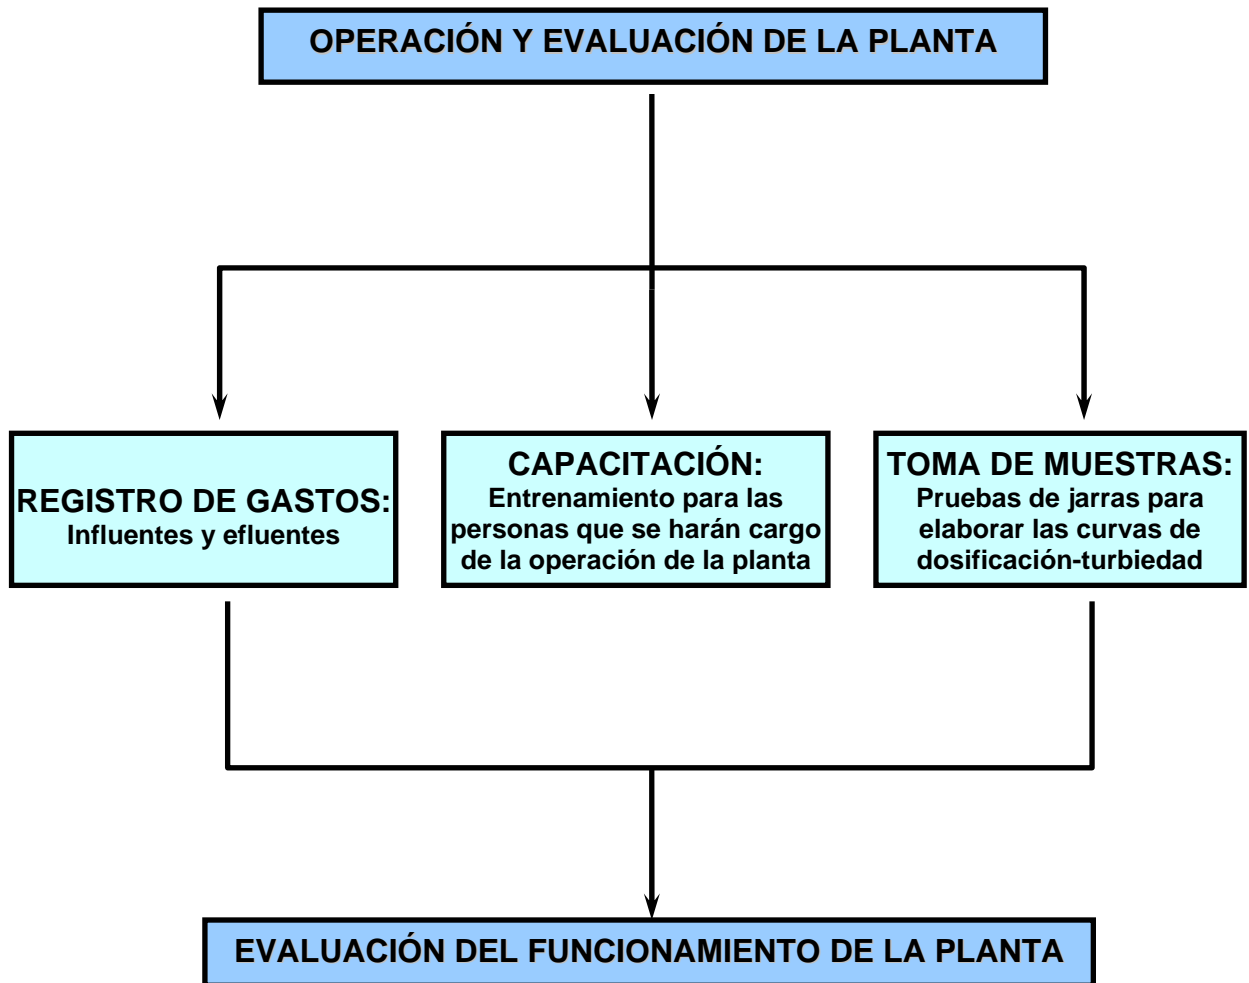 OPERACIÓN Y EVALUACIÓN DE LA PLANTA
REGISTRO DE GASTOS:
Influentes y efluentes
CAPACITACIÓN:
Entrenamiento para las
personas que se harán cargo
de la operación de la planta
TOMA DE MUESTRAS:
Pruebas de jarras para
elaborar las curvas de
dosificación-turbiedad
EVALUACIÓN DEL FUNCIONAMIENTO DE LA PLANTA